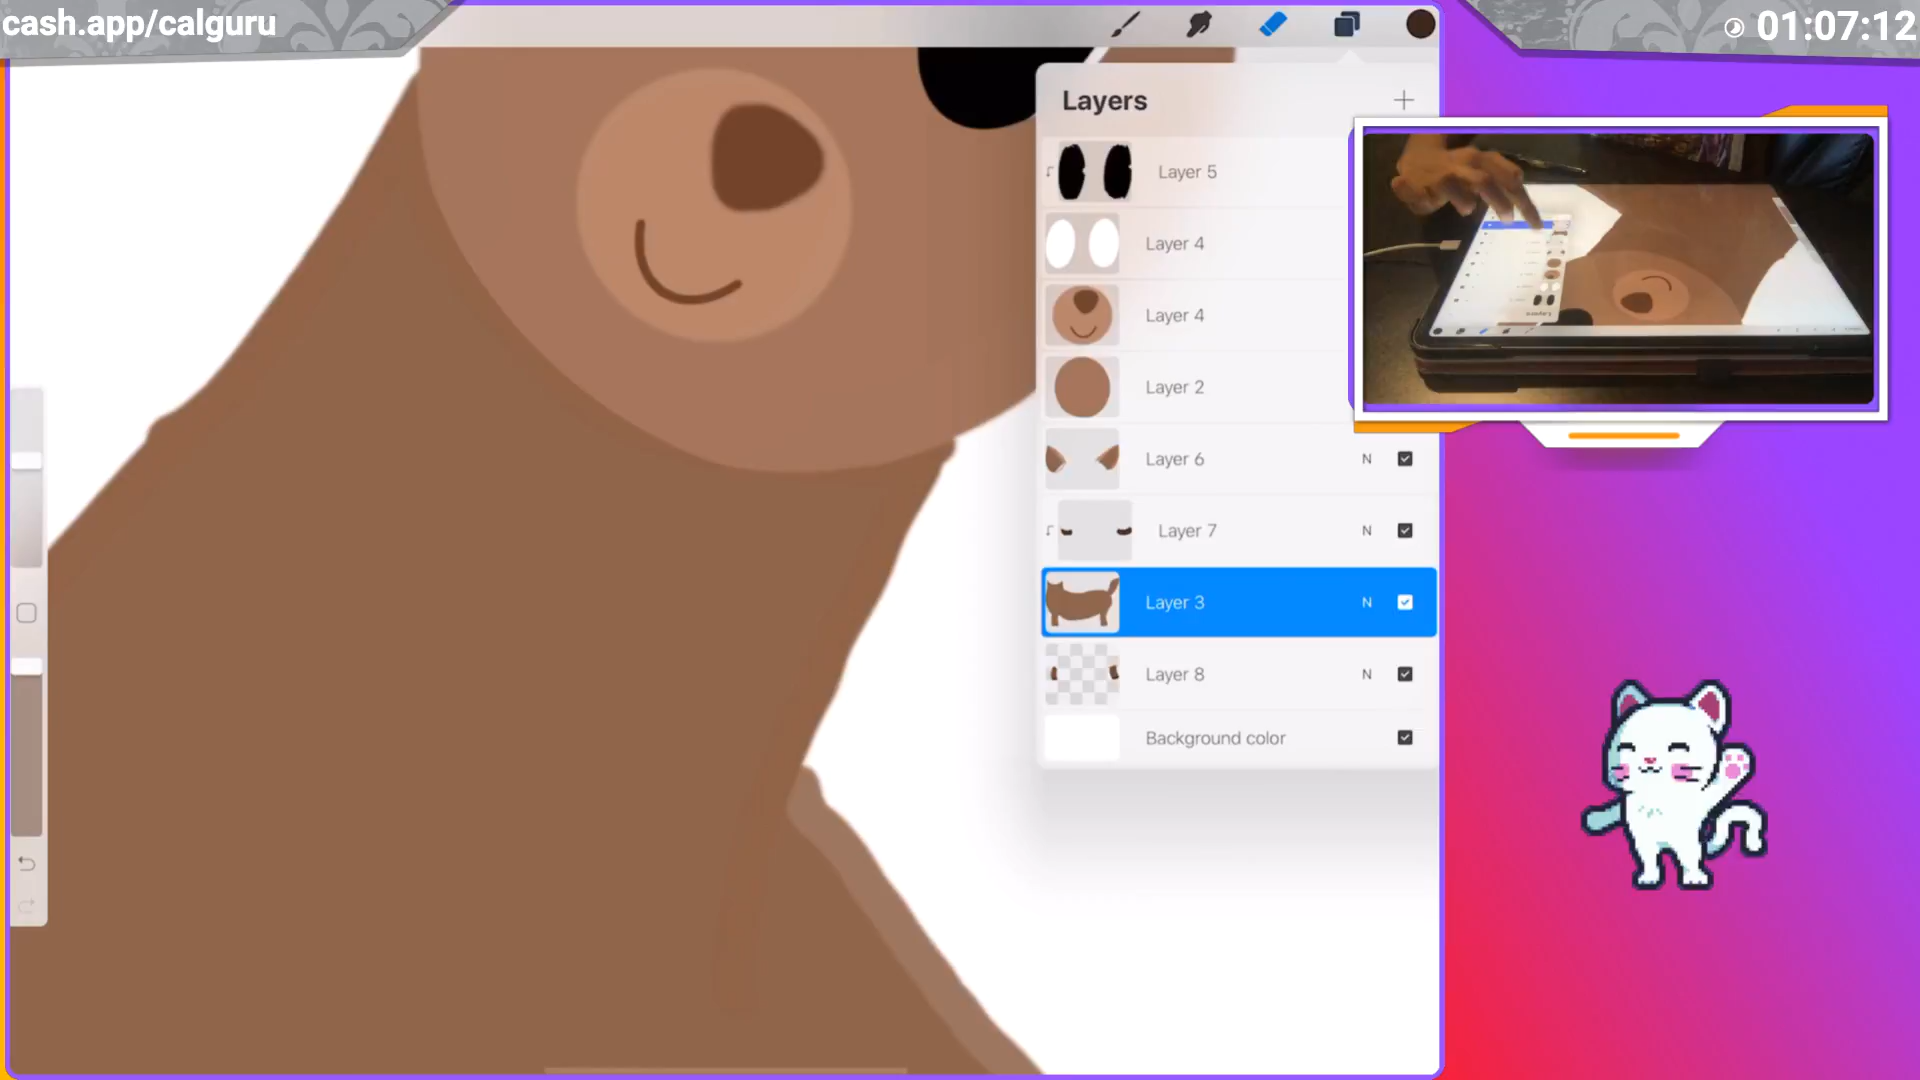 cash.app/calguru
01:07:12
Layers
Layer 5
Layer 4
Layer 4
Layer 2
Layer 6 N
Layer 7 N
Layer 3 N
Layer 8 N
Background color